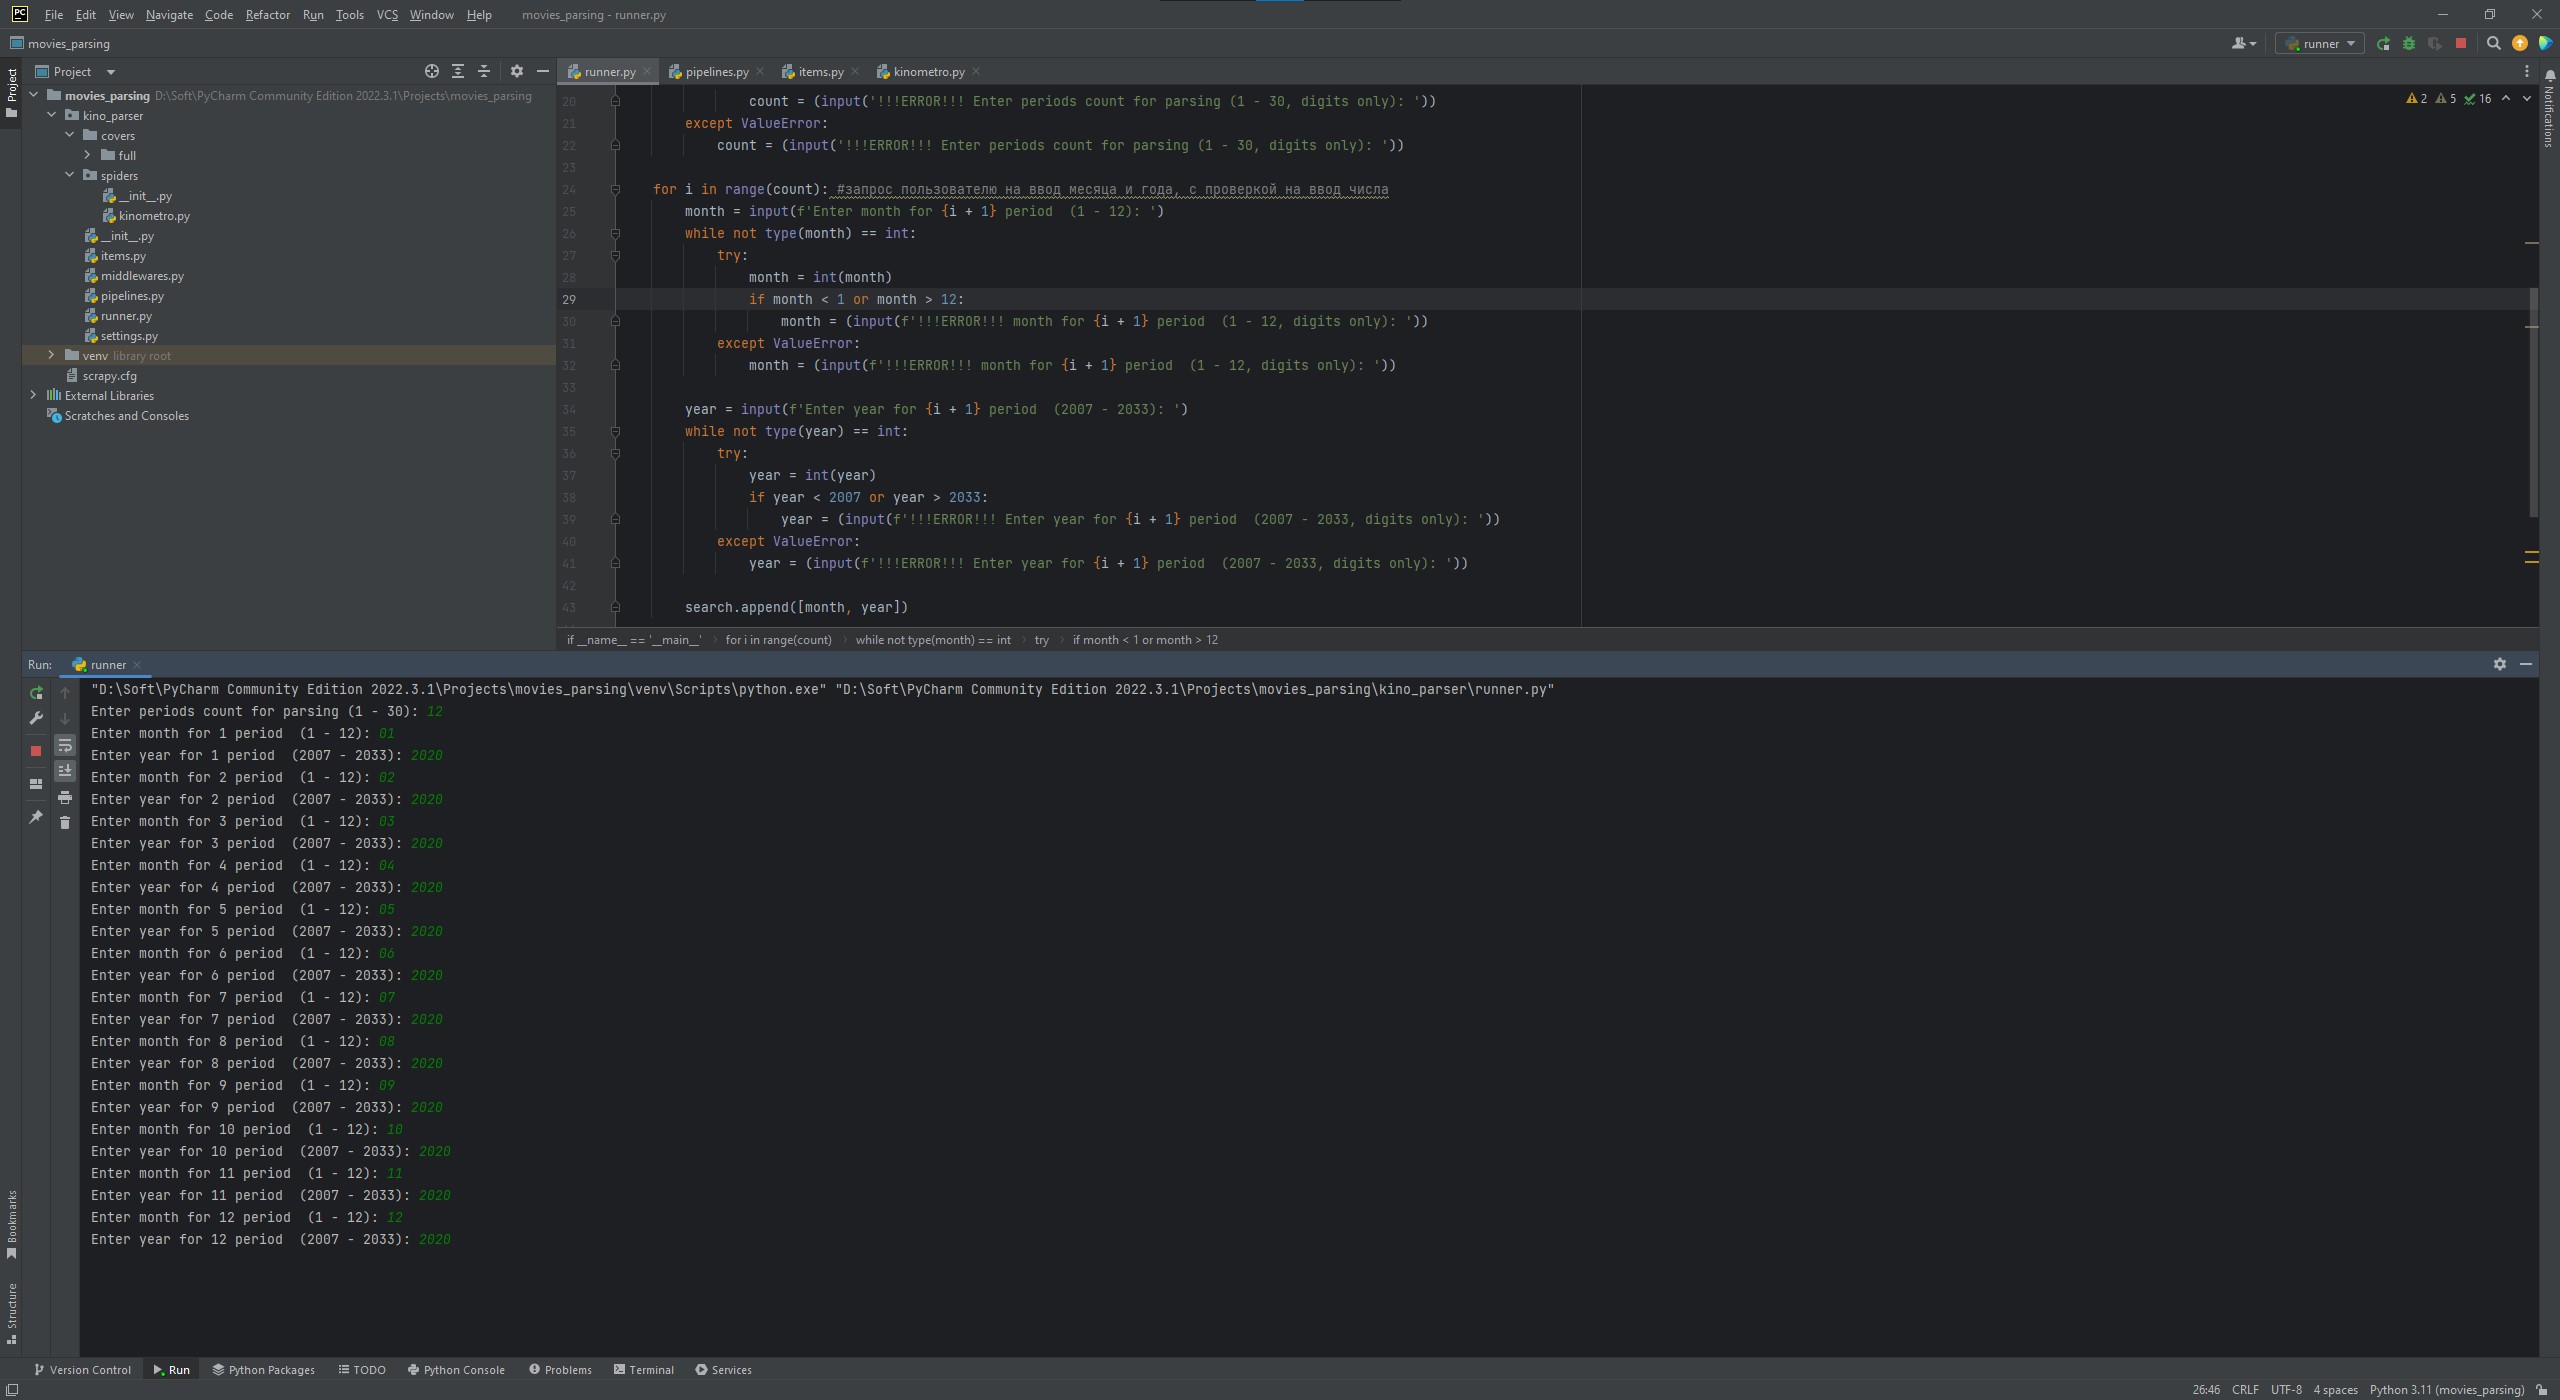 PC File Edit View Navigate Code Refactor Run Tools VCS Window Help movies_parsing - runner.py
movies_parsing runner
Project
Project
runner.py pipelines.py items.py kinometro.py
movies_parsing D:\Soft\PyCharm Community Edition 2022.3.1\Projects\movies_parsing
kino_parser
covers
full
spiders
__init__.py
kinometro.py
__init__.py
items.py
middlewares.py
pipelines.py
runner.py
settings.py
venv library root
scrapy.cfg
External Libraries
Scratches and Consoles
2 5 16
Notifications
20 count = (input('!!!ERROR!!! Enter periods count for parsing (1 - 30, digits only): '))
21 except ValueError:
22 count = (input('!!!ERROR!!! Enter periods count for parsing (1 - 30, digits only): '))
23
24 for i in range(count): #запрос пользователю на ввод месяца и года, с проверкой на ввод числа
25 month = input(f'Enter month for {i + 1} period  (1 - 12): ')
26 while not type(month) == int:
27 try:
28 month = int(month)
29 if month < 1 or month > 12:
30 month = (input(f'!!!ERROR!!! month for {i + 1} period  (1 - 12, digits only): '))
31 except ValueError:
32 month = (input(f'!!!ERROR!!! month for {i + 1} period  (1 - 12, digits only): '))
33
34 year = input(f'Enter year for {i + 1} period  (2007 - 2033): ')
35 while not type(year) == int:
36 try:
37 year = int(year)
38 if year < 2007 or year > 2033:
39 year = (input(f'!!!ERROR!!! Enter year for {i + 1} period  (2007 - 2033, digits only): '))
40 except ValueError:
41 year = (input(f'!!!ERROR!!! Enter year for {i + 1} period  (2007 - 2033, digits only): '))
42
43 search.append([month, year])
if __name__ == '__main__' for i in range(count) while not type(month) == int try if month < 1 or month > 12
Run: runner
"D:\Soft\PyCharm Community Edition 2022.3.1\Projects\movies_parsing\venv\Scripts\python.exe" "D:\Soft\PyCharm Community Edition 2022.3.1\Projects\movies_parsing\kino_parser\runner.py"
Enter periods count for parsing (1 - 30): 12
Enter month for 1 period  (1 - 12): 01
Enter year for 1 period  (2007 - 2033): 2020
Enter month for 2 period  (1 - 12): 02
Enter year for 2 period  (2007 - 2033): 2020
Enter month for 3 period  (1 - 12): 03
Enter year for 3 period  (2007 - 2033): 2020
Enter month for 4 period  (1 - 12): 04
Enter year for 4 period  (2007 - 2033): 2020
Enter month for 5 period  (1 - 12): 05
Enter year for 5 period  (2007 - 2033): 2020
Enter month for 6 period  (1 - 12): 06
Enter year for 6 period  (2007 - 2033): 2020
Enter month for 7 period  (1 - 12): 07
Enter year for 7 period  (2007 - 2033): 2020
Enter month for 8 period  (1 - 12): 08
Enter year for 8 period  (2007 - 2033): 2020
Enter month for 9 period  (1 - 12): 09
Enter year for 9 period  (2007 - 2033): 2020
Enter month for 10 period  (1 - 12): 10
Enter year for 10 period  (2007 - 2033): 2020
Enter month for 11 period  (1 - 12): 11
Enter year for 11 period  (2007 - 2033): 2020
Enter month for 12 period  (1 - 12): 12
Enter year for 12 period  (2007 - 2033): 2020
Bookmarks
Structure
Version Control Run Python Packages TODO Python Console Problems Terminal Services
26:46 CRLF UTF-8 4 spaces Python 3.11 (movies_parsing)